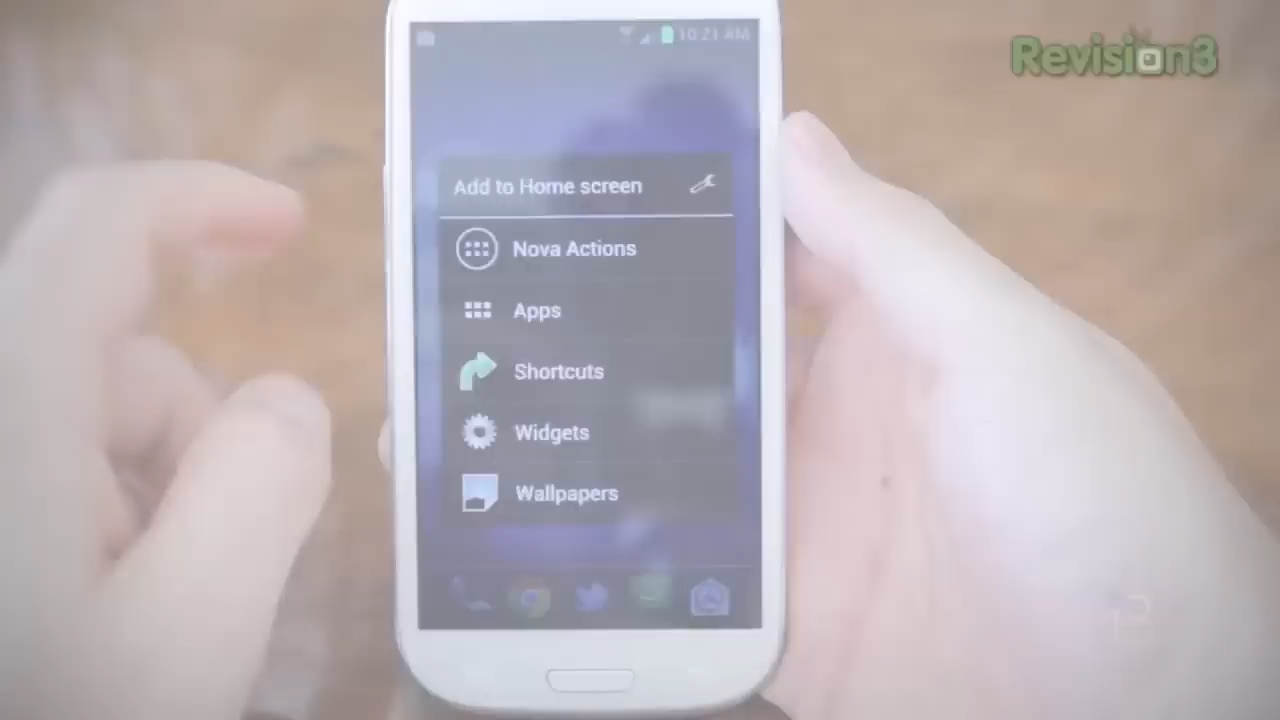 Revision3
10:21 AM
Add to Home screen
Nova Actions
Apps
Shortcuts
Widgets
Wallpapers